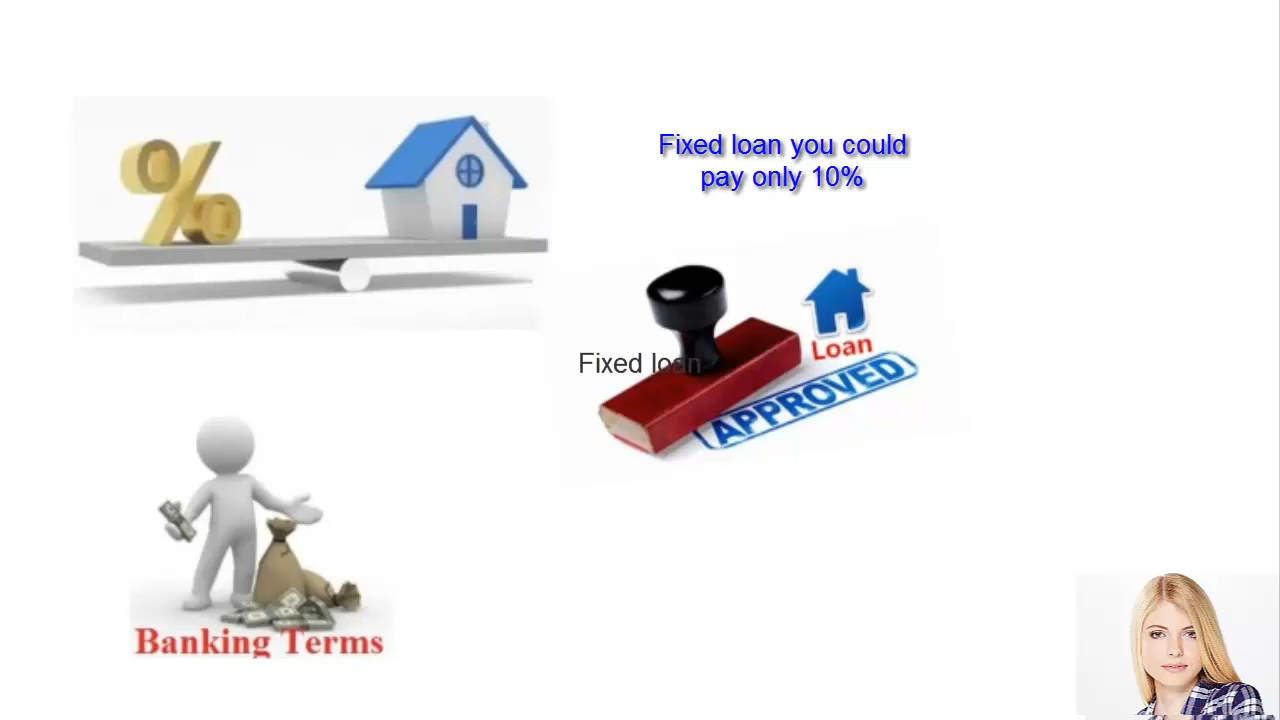 Fixed loan you could
pay only 10%
Fixed loan
Loan
APPROVED
Banking Terms